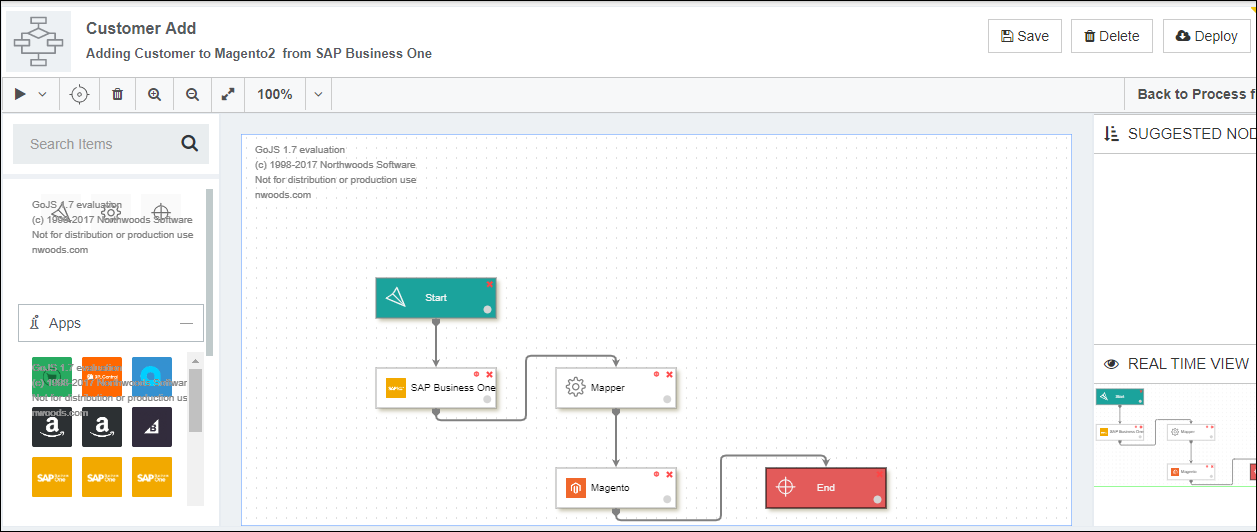 Customer Add
Adding Customer to Magento2 from SAP Business One
Save
Delete
Deploy
100%
Back to Process f
Search Items
GoJS 1.7 evaluation
(c) 1998-2017 Northwoods Software
Not for distribution or production use
nwoods.com
Apps
GoJS 1.7 evaluation
(c) 1998-2017 Northwoods Software
Not for distribution or production us
nwoods.com
a
a
SAP Business One
SAP Business One
SAP Business One
GoJS 1.7 evaluation
(c) 1998-2017 Northwoods Software
Not for distribution or production use
nwoods.com
Start
SAP Business One
Mapper
Magento
End
SUGGESTED NOD
REAL TIME VIEW
Start
SAP Business One
Mapper
Magento